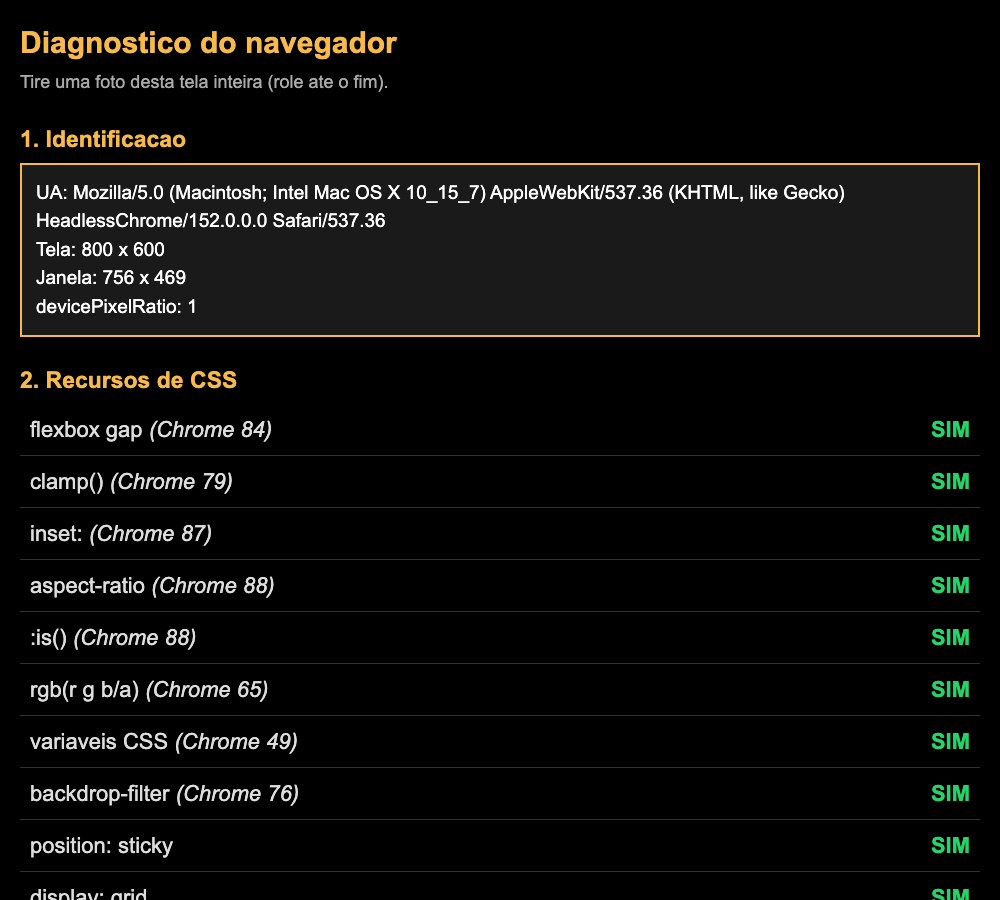 Diagnostico do navegador
Tire uma foto desta tela inteira (role ate o fim).
1. Identificacao
UA: Mozilla/5.0 (Macintosh; Intel Mac OS X 10_15_7) AppleWebKit/537.36 (KHTML, like Gecko)
HeadlessChrome/152.0.0.0 Safari/537.36
Tela: 800 x 600
Janela: 756 x 469
devicePixelRatio: 1
2. Recursos de CSS
flexbox gap (Chrome 84) SIM
clamp() (Chrome 79) SIM
inset: (Chrome 87) SIM
aspect-ratio (Chrome 88) SIM
:is() (Chrome 88) SIM
rgb(r g b/a) (Chrome 65) SIM
variaveis CSS (Chrome 49) SIM
backdrop-filter (Chrome 76) SIM
position: sticky SIM
display: grid SIM